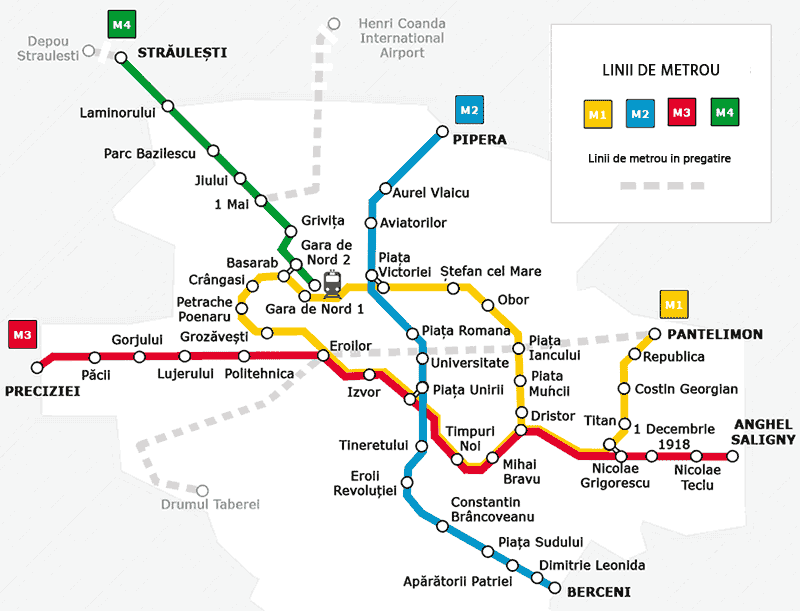 M4
Henri Coanda
International
Airport
Depou
Straulesti
STRĂULEȘTI
LINII DE METROU
M1
M2
M3
M4
Linii de metrou in pregatire
Laminorului
M2
PIPERA
Parc Bazilescu
Jiului
1 Mai
Aurel Vlaicu
Aviatorilor
Grivița
Gara de
Nord 2
Basarab
Crângași
Piața
Victoriei
Ștefan cel Mare
Petrache
Poenaru
Gara de Nord 1
Obor
M1
M3
Grozăvești
Piața Romana
Piața
Iancului
PANTELIMON
Gorjului
Eroilor
Republica
PRECIZIEI
Păcii
Lujerului
Politehnica
Universitate
Izvor
Piața Unirii
Piata
Muncii
Costin Georgian
Dristor
Titan
1 Decembrie
1918
ANGHEL
SALIGNY
Tineretului
Timpuri
Noi
Mihai
Bravu
Nicolae
Grigorescu
Nicolae
Teclu
Eroii
Revoluției
Drumul Taberei
Constantin
Brâncoveanu
Piața Sudului
Dimitrie Leonida
Apărătorii Patriei
BERCENI